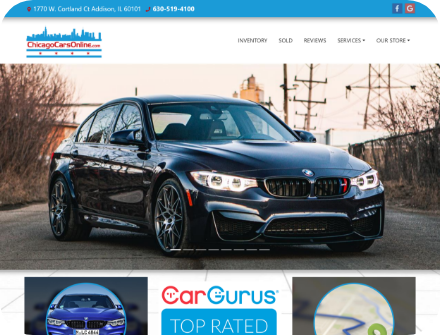 1770 W. Cortland Ct Addison, IL 60101 630-519-4100
ChicagoCarsOnline.com
INVENTORY SOLD REVIEWS SERVICES OUR STORE
CarGurus
TOP RATED